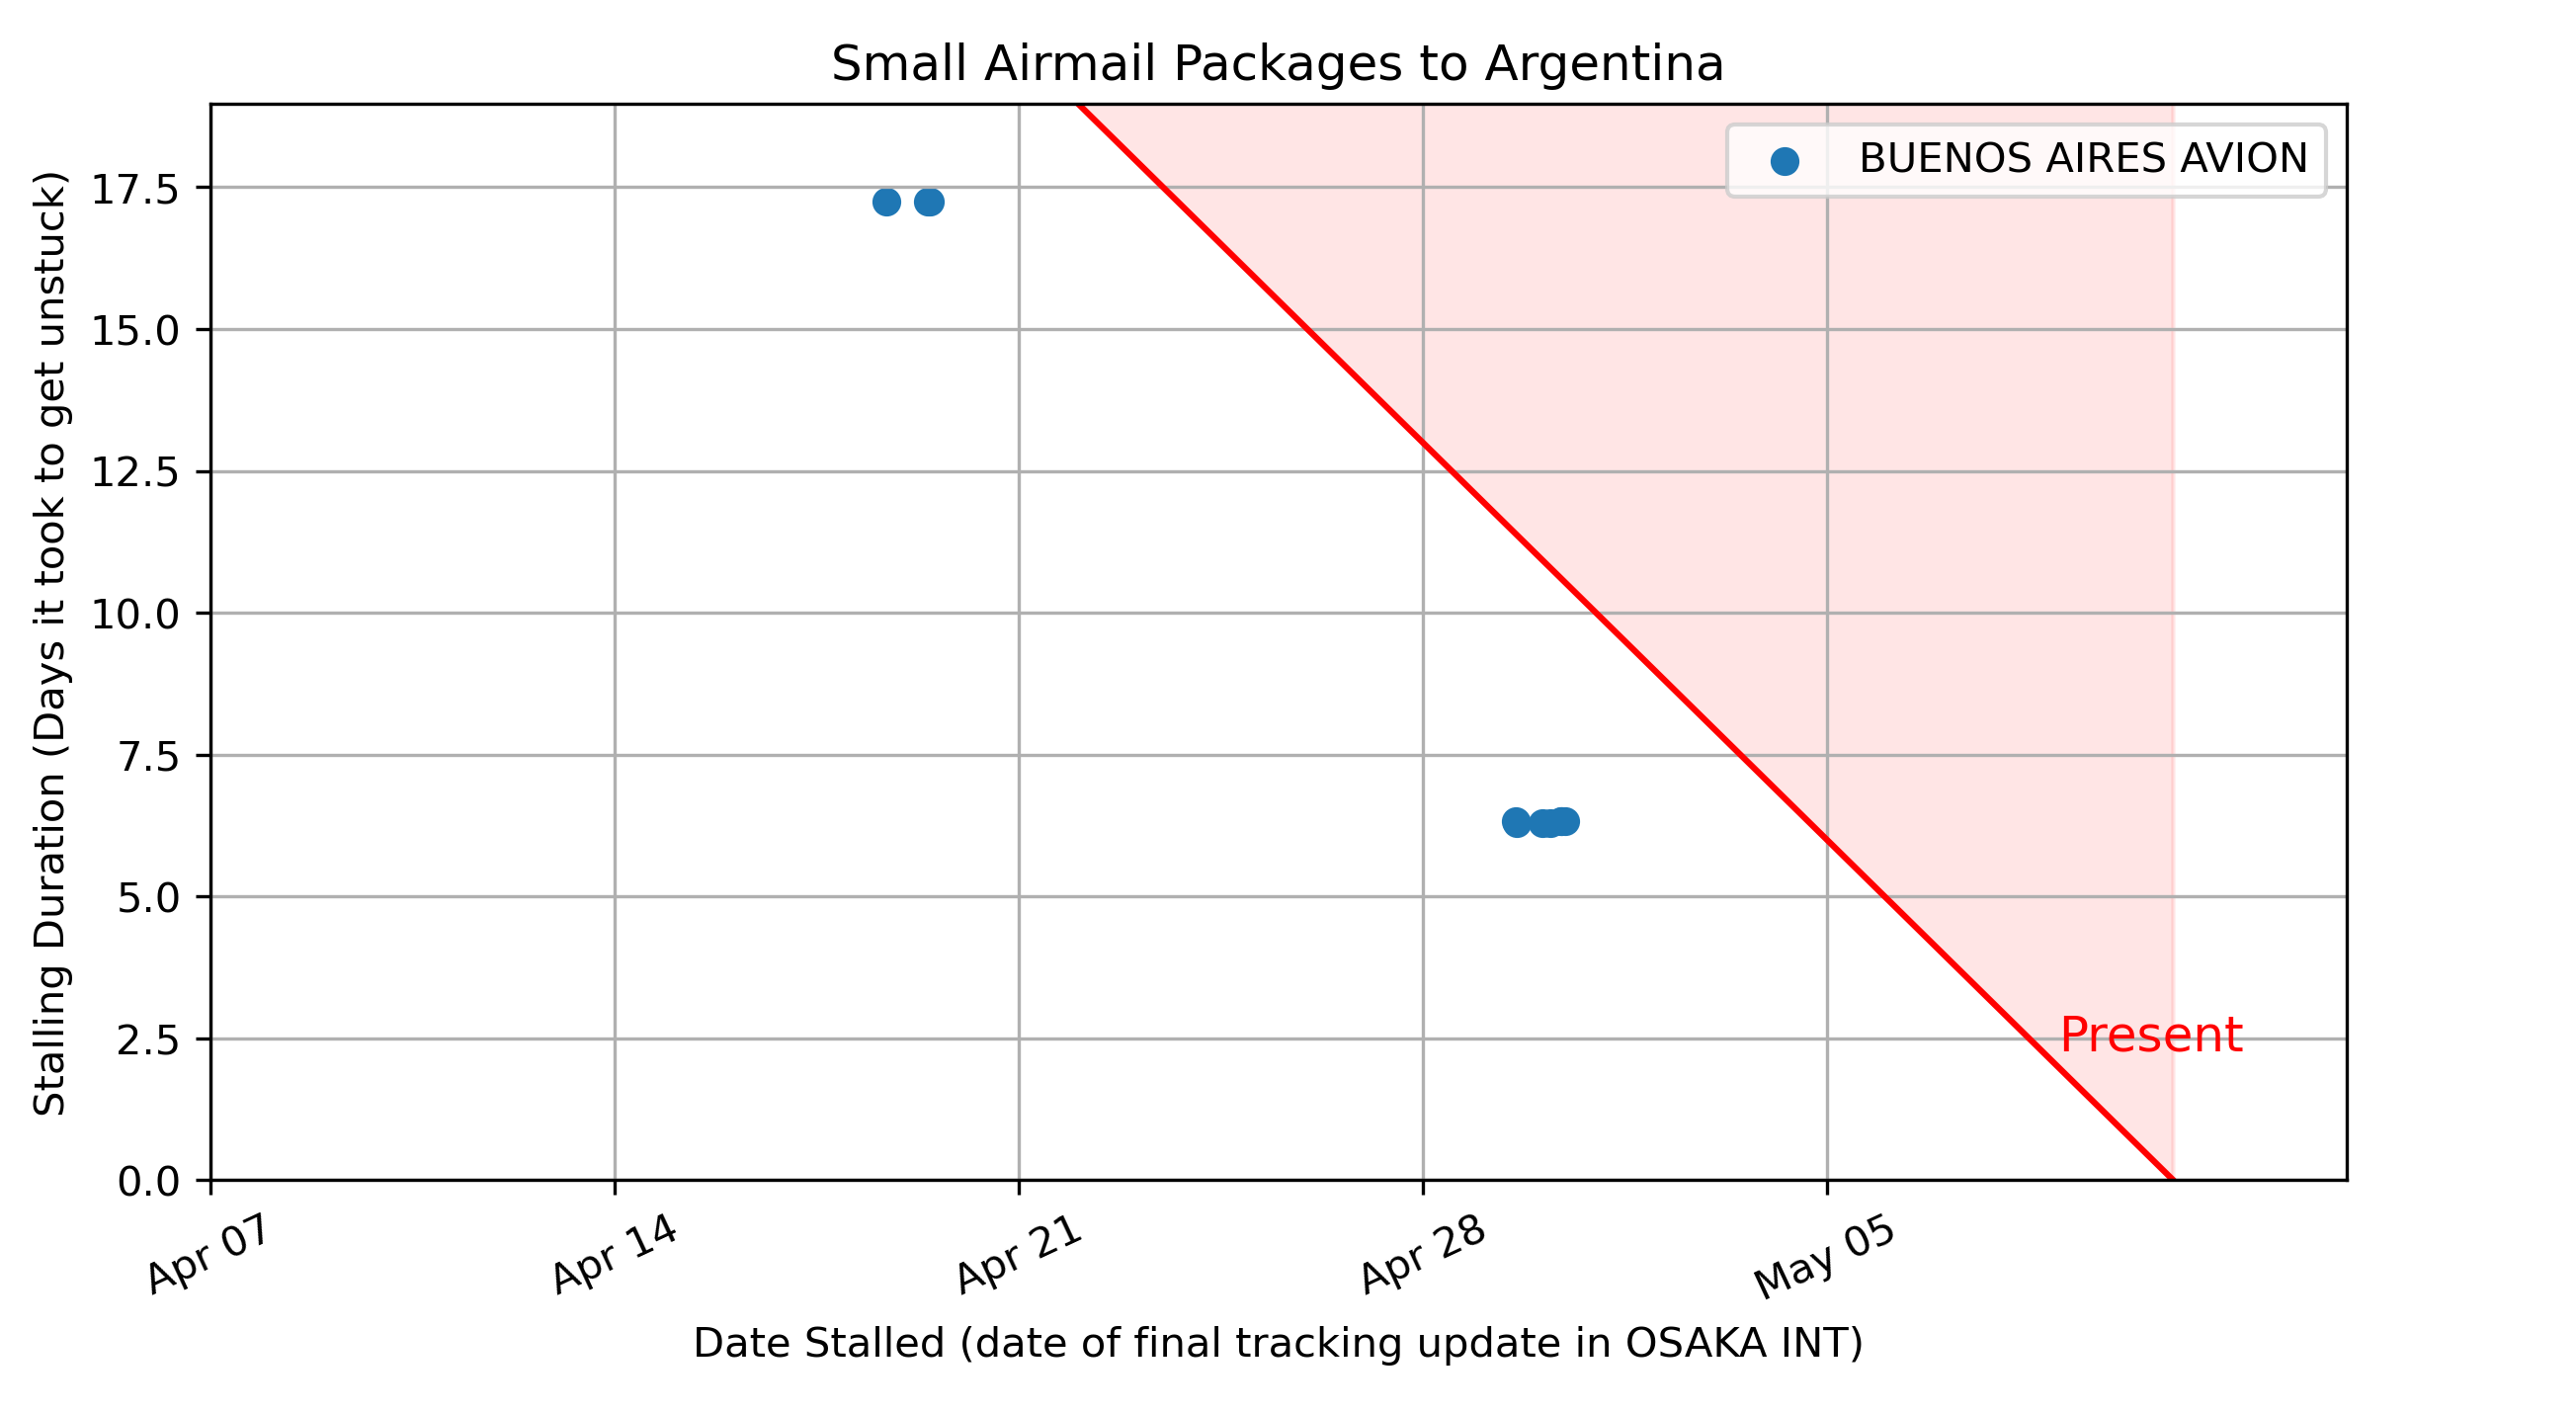 Small Airmail Packages to Argentina
BUENOS AIRES AVION
Stalling Duration (Days it took to get unstuck)
17.5
15.0
12.5
10.0
7.5
5.0
2.5
0.0
Present
Apr 07
Apr 14
Apr 21
Apr 28
May 05
Date Stalled (date of final tracking update in OSAKA INT)